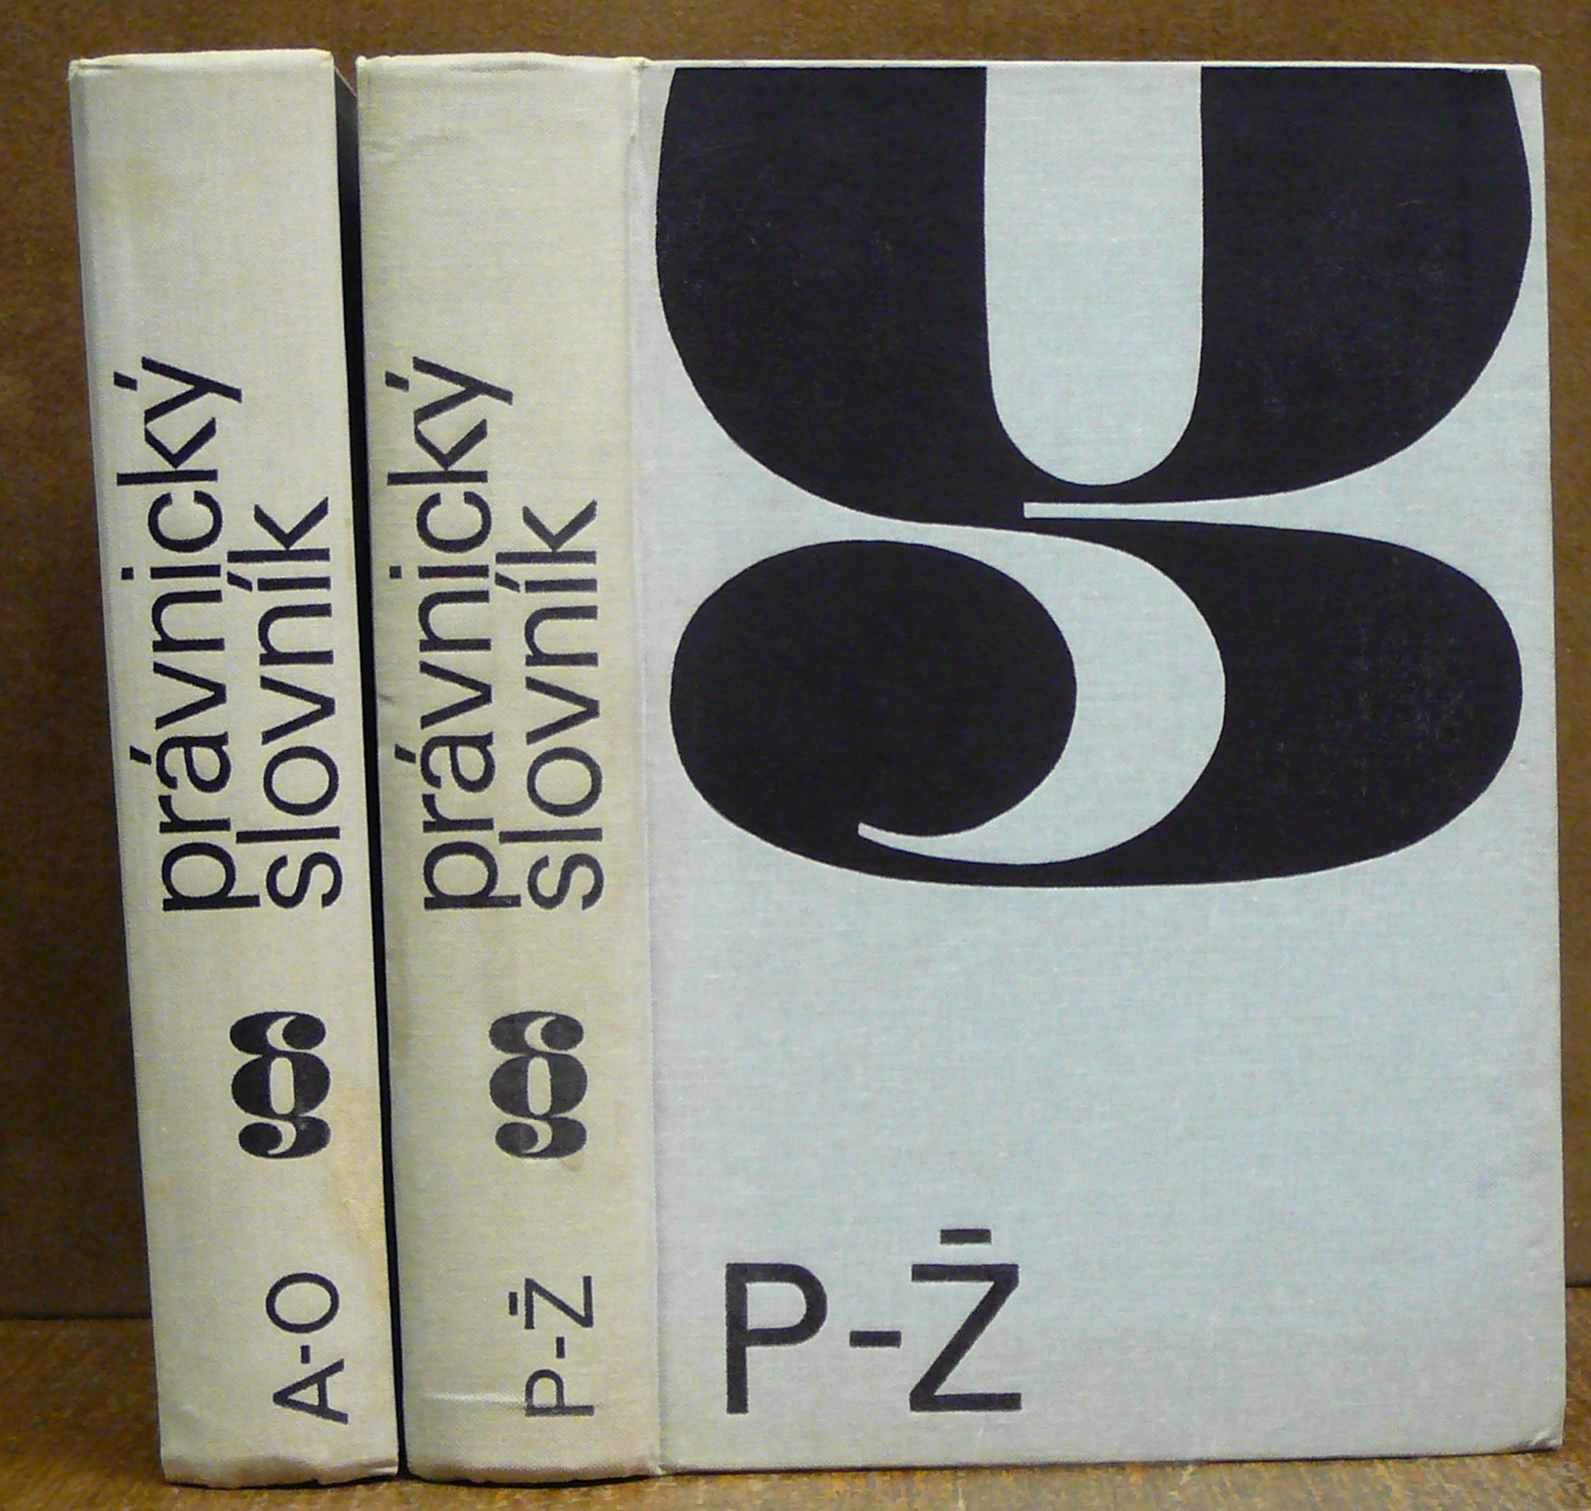 právnický
slovník
§
A-O
právnický
slovník
§
P-Ž
§
P-Ž